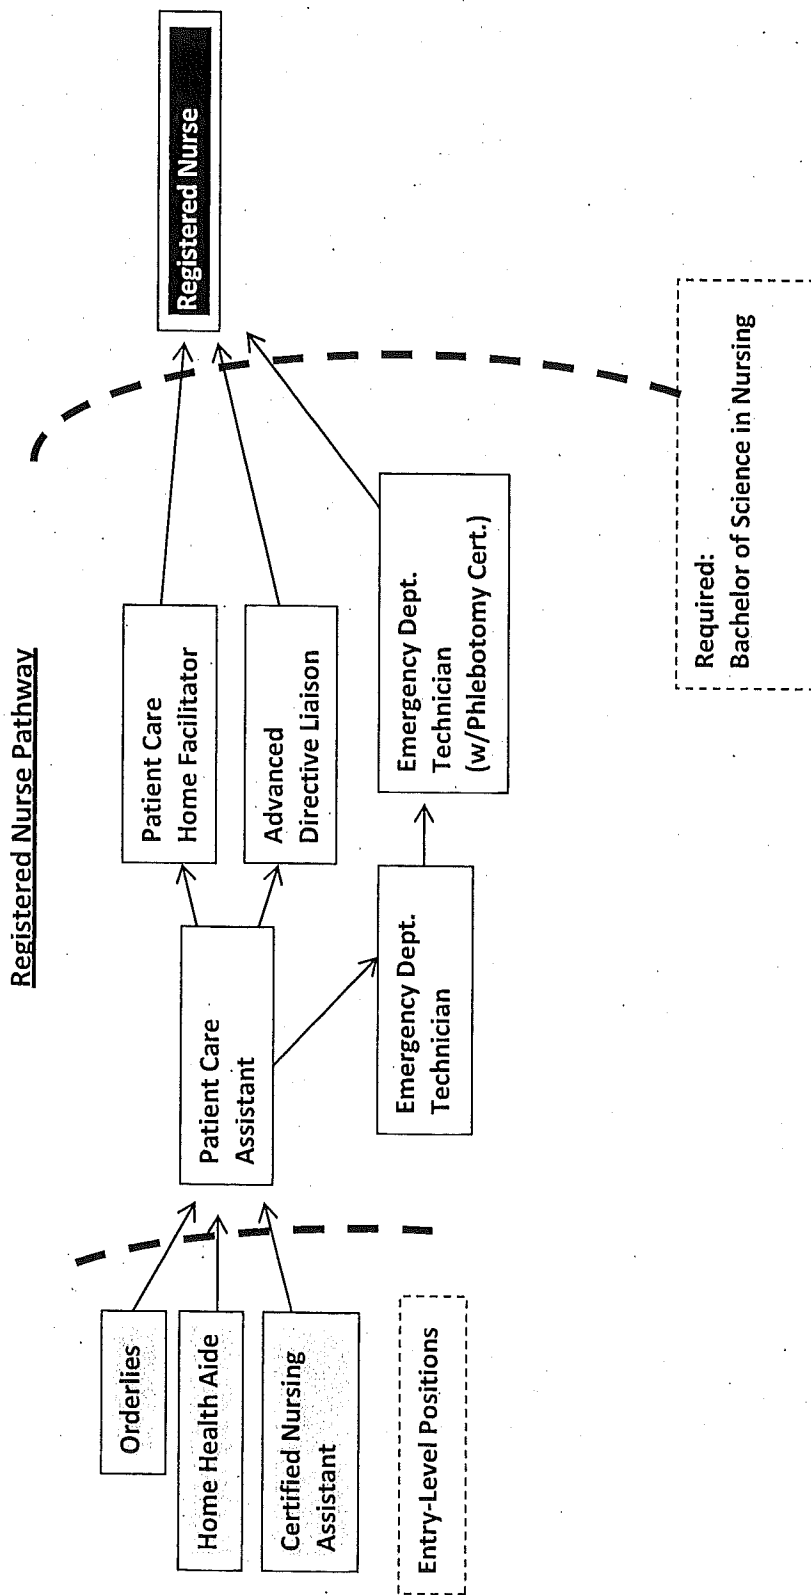 Registered Nurse Pathway
Orderlies
Home Health Aide
Certified Nursing
Assistant
Entry-Level Positions
Patient Care
Assistant
Emergency Dept.
Technician
Patient Care
Home Facilitator
Advanced
Directive Liaison
Emergency Dept.
Technician
(w/Phlebotomy Cert.)
Registered Nurse
Required:
Bachelor of Science in Nursing